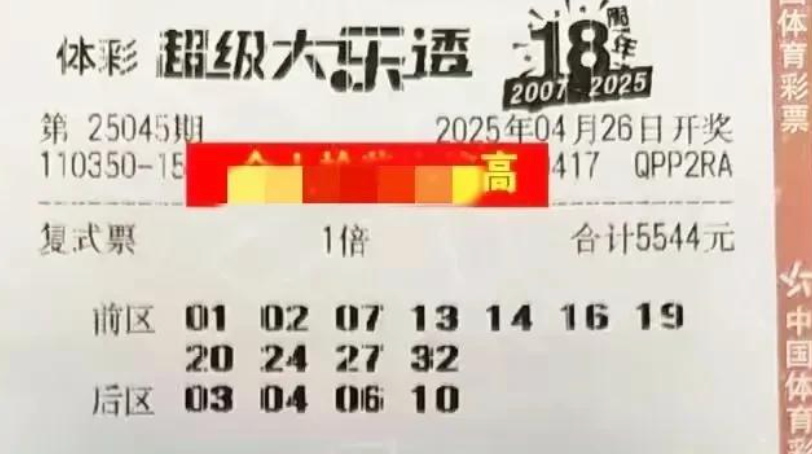 体彩 超级大乐透 18周年 2007-2025
第 25045期 2025年04月26日开奖
110350-15 高 417 QPP2RA
复式票 1倍 合计5544元
前区 01 02 07 13 14 16 19
20 24 27 32
后区 03 04 06 10
体育彩票
中国体育彩